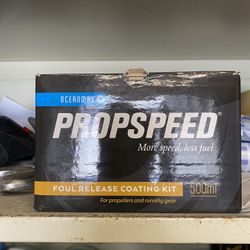 OCEANMAX
PROPSPEED®
More speed, less fuel
FOUL RELEASE COATING KIT
500ml
For propellers and running gear